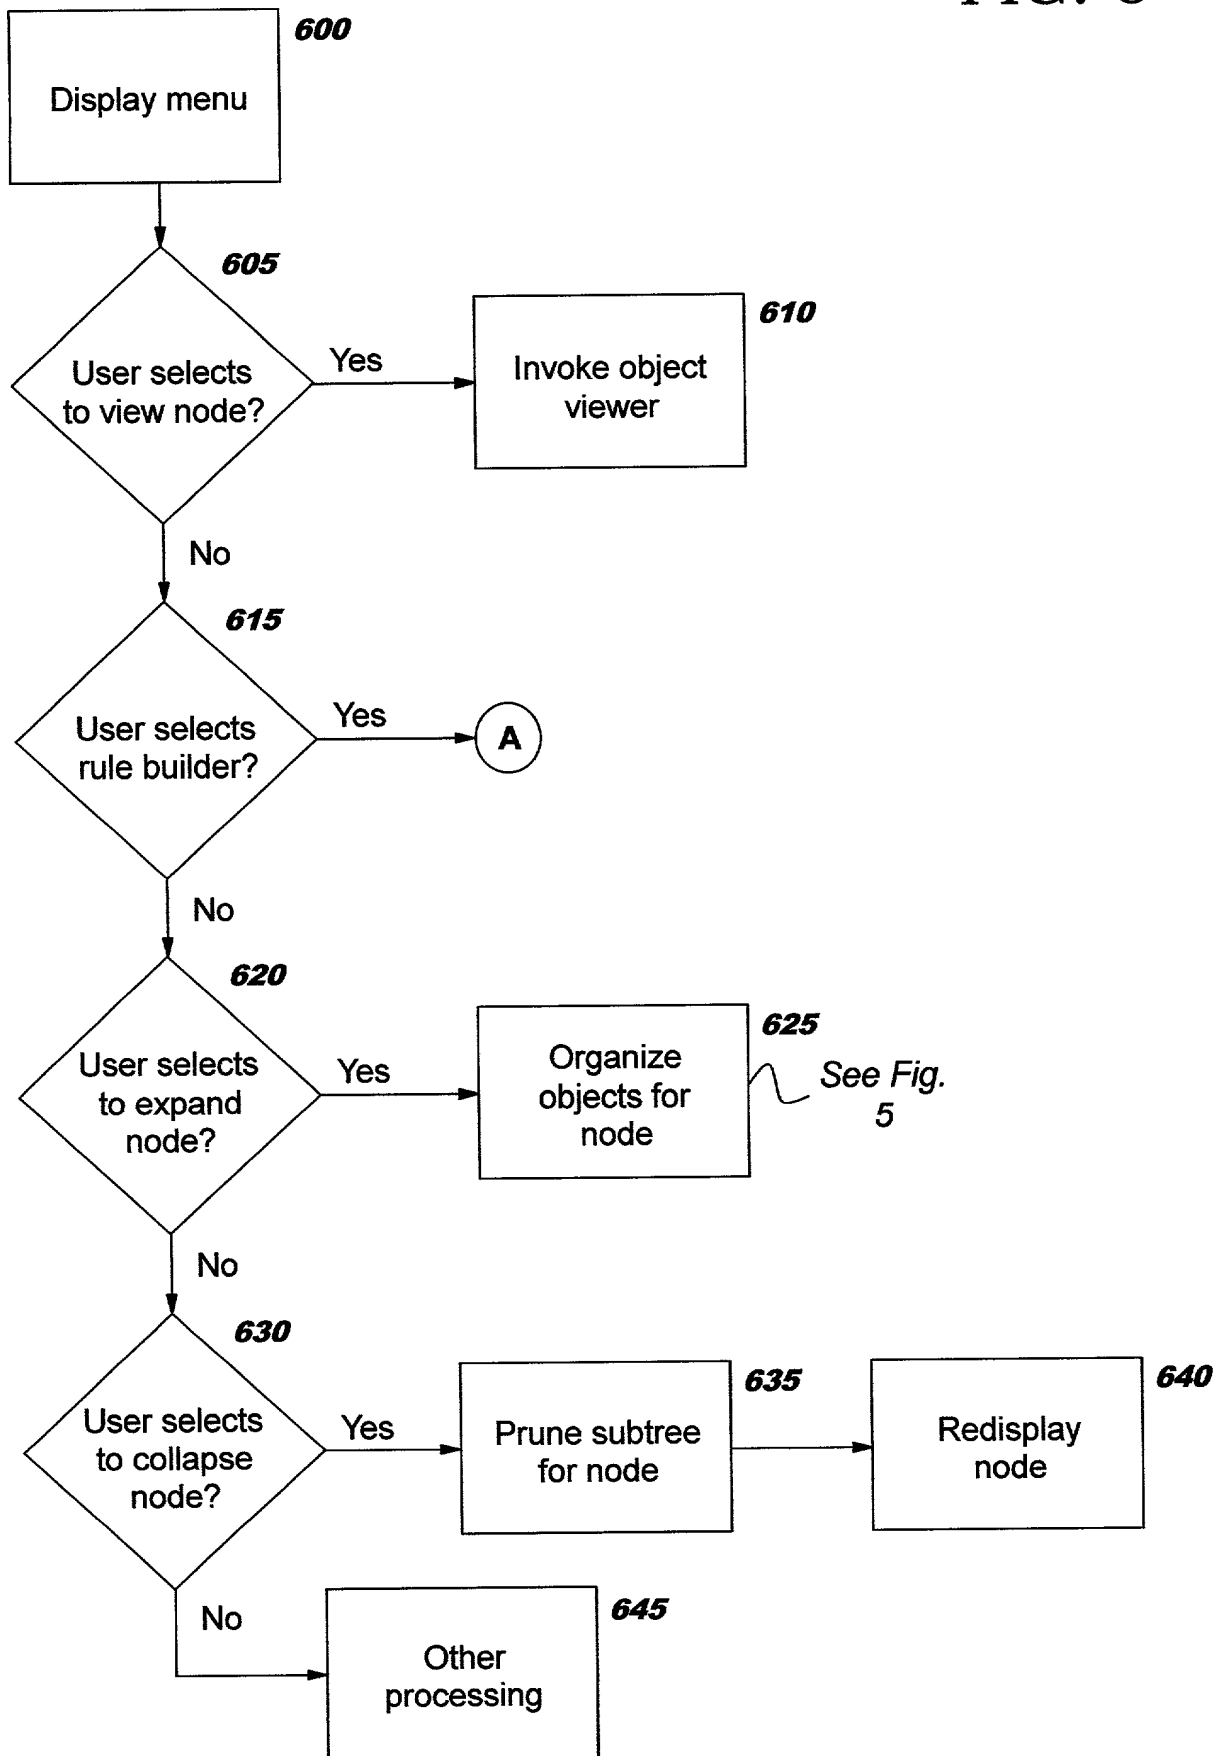 600
Display menu
605
User selects
to view node?
Yes
610
Invoke object
viewer
No
615
User selects
rule builder?
Yes
A
No
620
User selects
to expand
node?
Yes
625
Organize
objects for
node
See Fig.
5
No
630
User selects
to collapse
node?
Yes
635
Prune subtree
for node
640
Redisplay
node
No
645
Other
processing